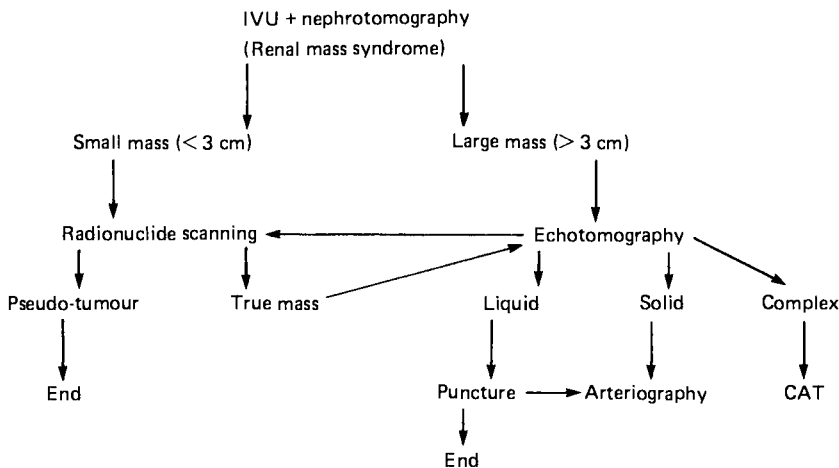 IVU + nephrotomography
(Renal mass syndrome)
Small mass (< 3 cm)
Large mass (> 3 cm)
Radionuclide scanning
Echotomography
Pseudo-tumour
True mass
Liquid
Solid
Complex
End
Puncture
Arteriography
CAT
End